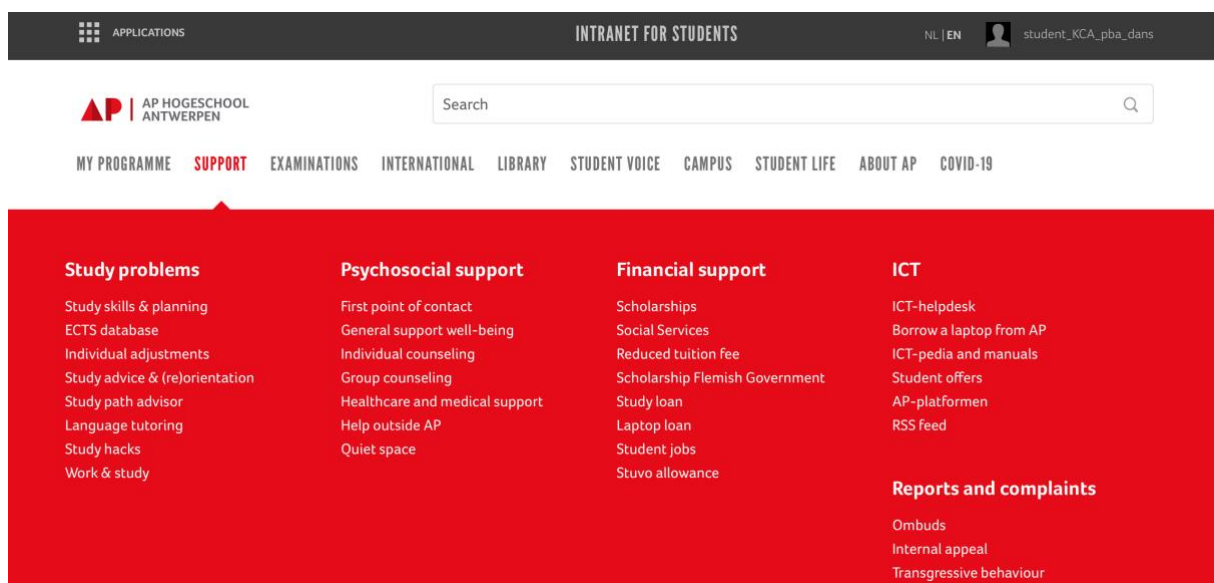 APPLICATIONS
INTRANET FOR STUDENTS
NL | EN
student_KCA_pba_dans
AP | AP HOGESCHOOL
ANTWERPEN
Search
MY PROGRAMME SUPPORT EXAMINATIONS INTERNATIONAL LIBRARY STUDENT VOICE CAMPUS STUDENT LIFE ABOUT AP COVID-19
Study problems
Study skills & planning
ECTS database
Individual adjustments
Study advice & (re)orientation
Study path advisor
Language tutoring
Study hacks
Work & study
Psychosocial support
First point of contact
General support well-being
Individual counseling
Group counseling
Healthcare and medical support
Help outside AP
Quiet space
Financial support
Scholarships
Social Services
Reduced tuition fee
Scholarship Flemish Government
Study loan
Laptop loan
Student jobs
Stuvo allowance
ICT
ICT-helpdesk
Borrow a laptop from AP
ICT-pedia and manuals
Student offers
AP-platformen
RSS feed
Reports and complaints
Ombuds
Internal appeal
Transgressive behaviour